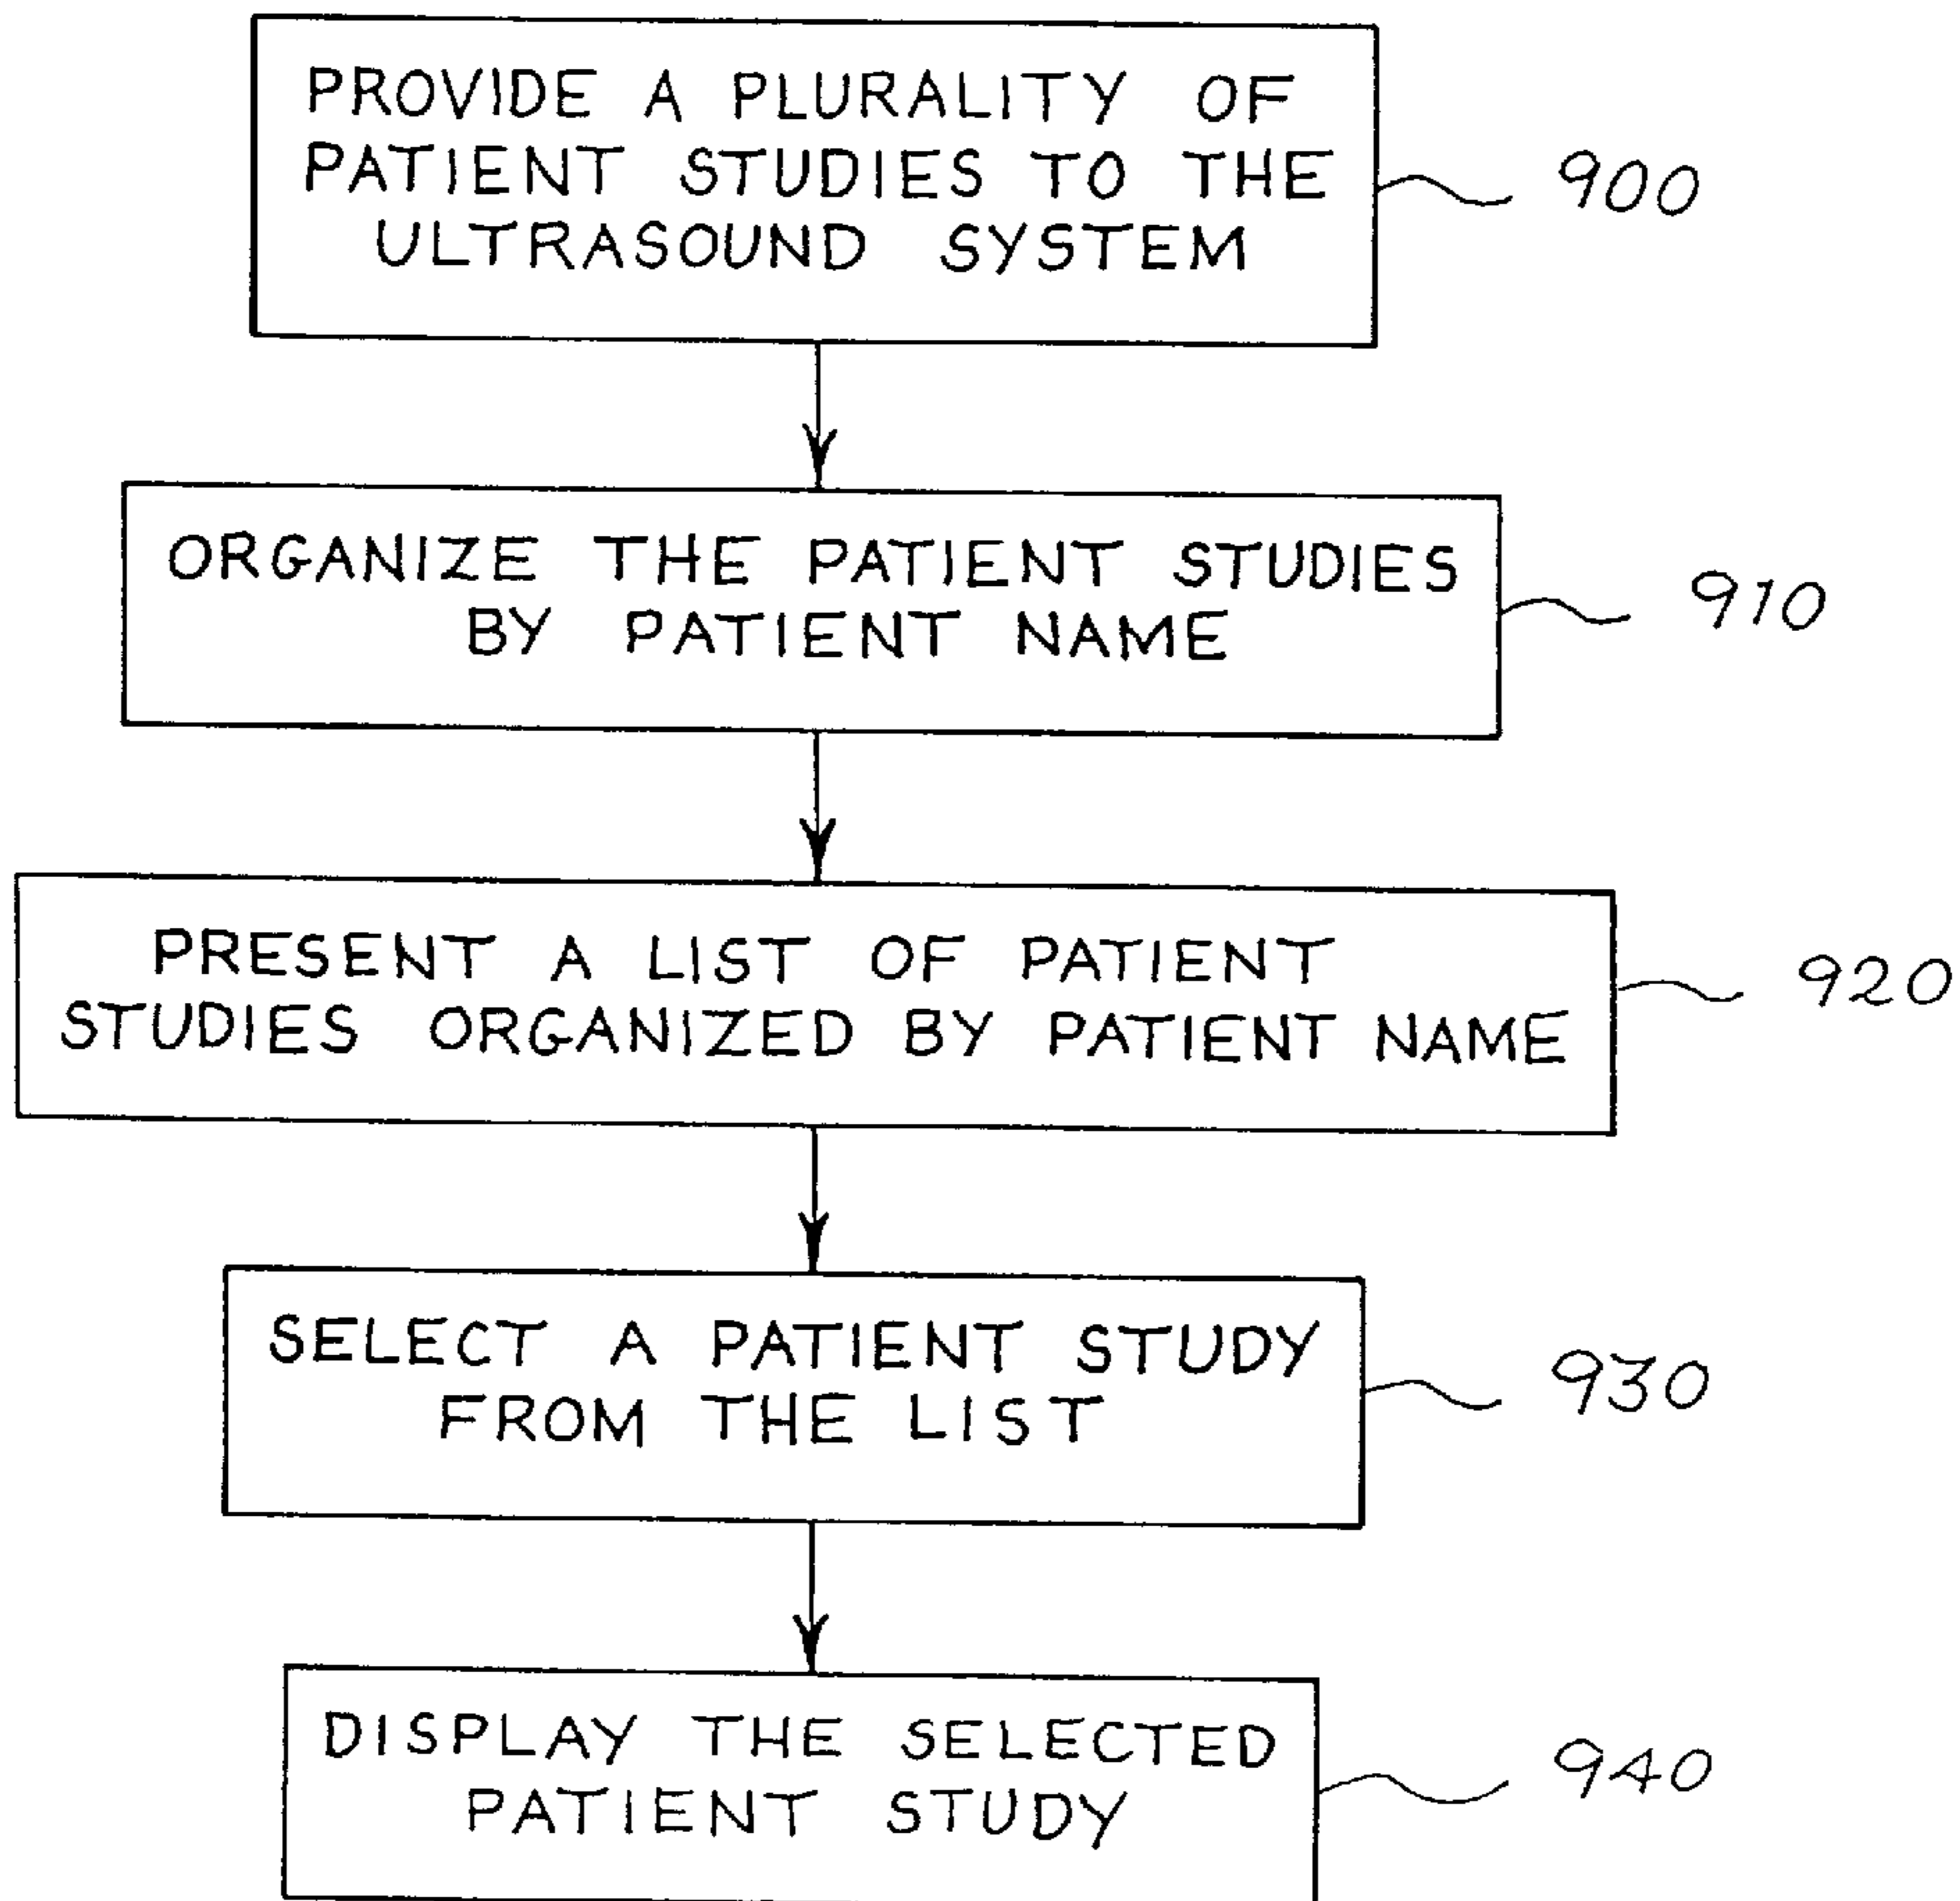 PROVIDE A PLURALITY OF
PATIENT STUDIES TO THE
ULTRASOUND SYSTEM
900
ORGANIZE THE PATIENT STUDIES
BY PATIENT NAME
910
PRESENT A LIST OF PATIENT
STUDIES ORGANIZED BY PATIENT NAME
920
SELECT A PATIENT STUDY
FROM THE LIST
930
DISPLAY THE SELECTED
PATIENT STUDY
940